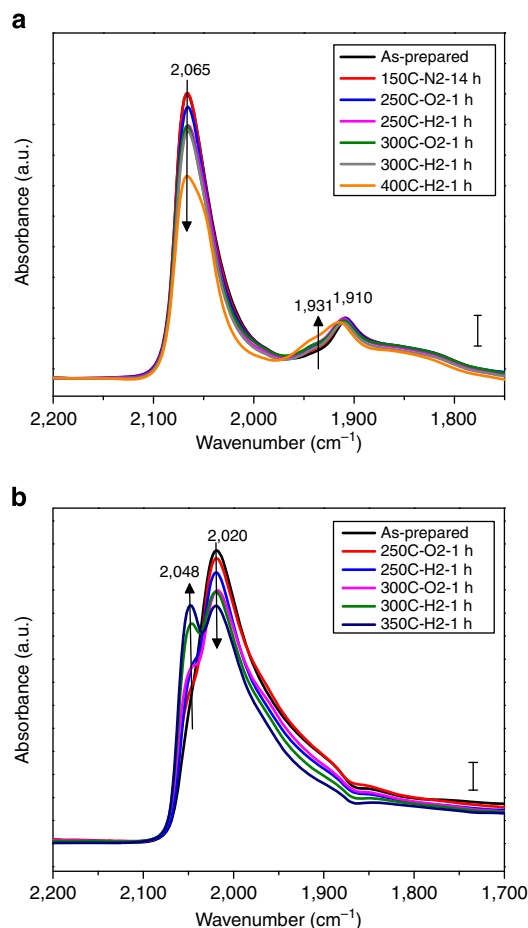 a
2,065
As-prepared
150C-N2-14 h
250C-O2-1 h
250C-H2-1 h
300C-O2-1 h
300C-H2-1 h
400C-H2-1 h
1,931
1,910
Absorbance (a.u.)
2,200 2,100 2,000 1,900 1,800
Wavenumber (cm⁻¹)
b
2,020
2,048
As-prepared
250C-O2-1 h
250C-H2-1 h
300C-O2-1 h
300C-H2-1 h
350C-H2-1 h
Absorbance (a.u.)
2,200 2,100 2,000 1,900 1,800 1,700
Wavenumber (cm⁻¹)